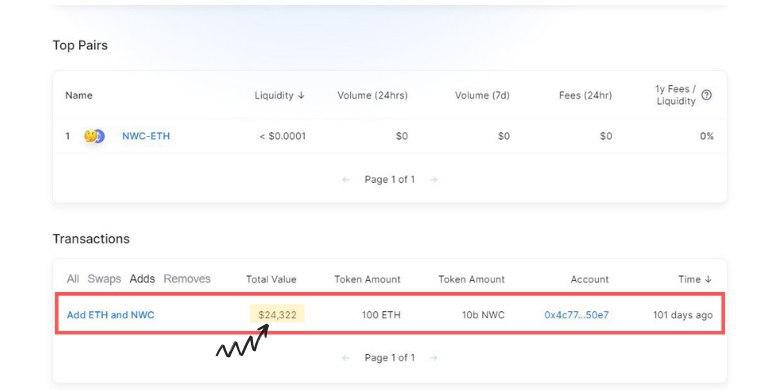 Top Pairs
Name Liquidity ↓ Volume (24hrs) Volume (7d) Fees (24hr) 1y Fees / Liquidity ?
1 NWC-ETH < $0.0001 $0 $0 $0 0%
← Page 1 of 1 →
Transactions
All Swaps Adds Removes Total Value Token Amount Token Amount Account Time ↓
Add ETH and NWC $24,322 100 ETH 10b NWC 0x4c77...50e7 101 days ago
← Page 1 of 1 →